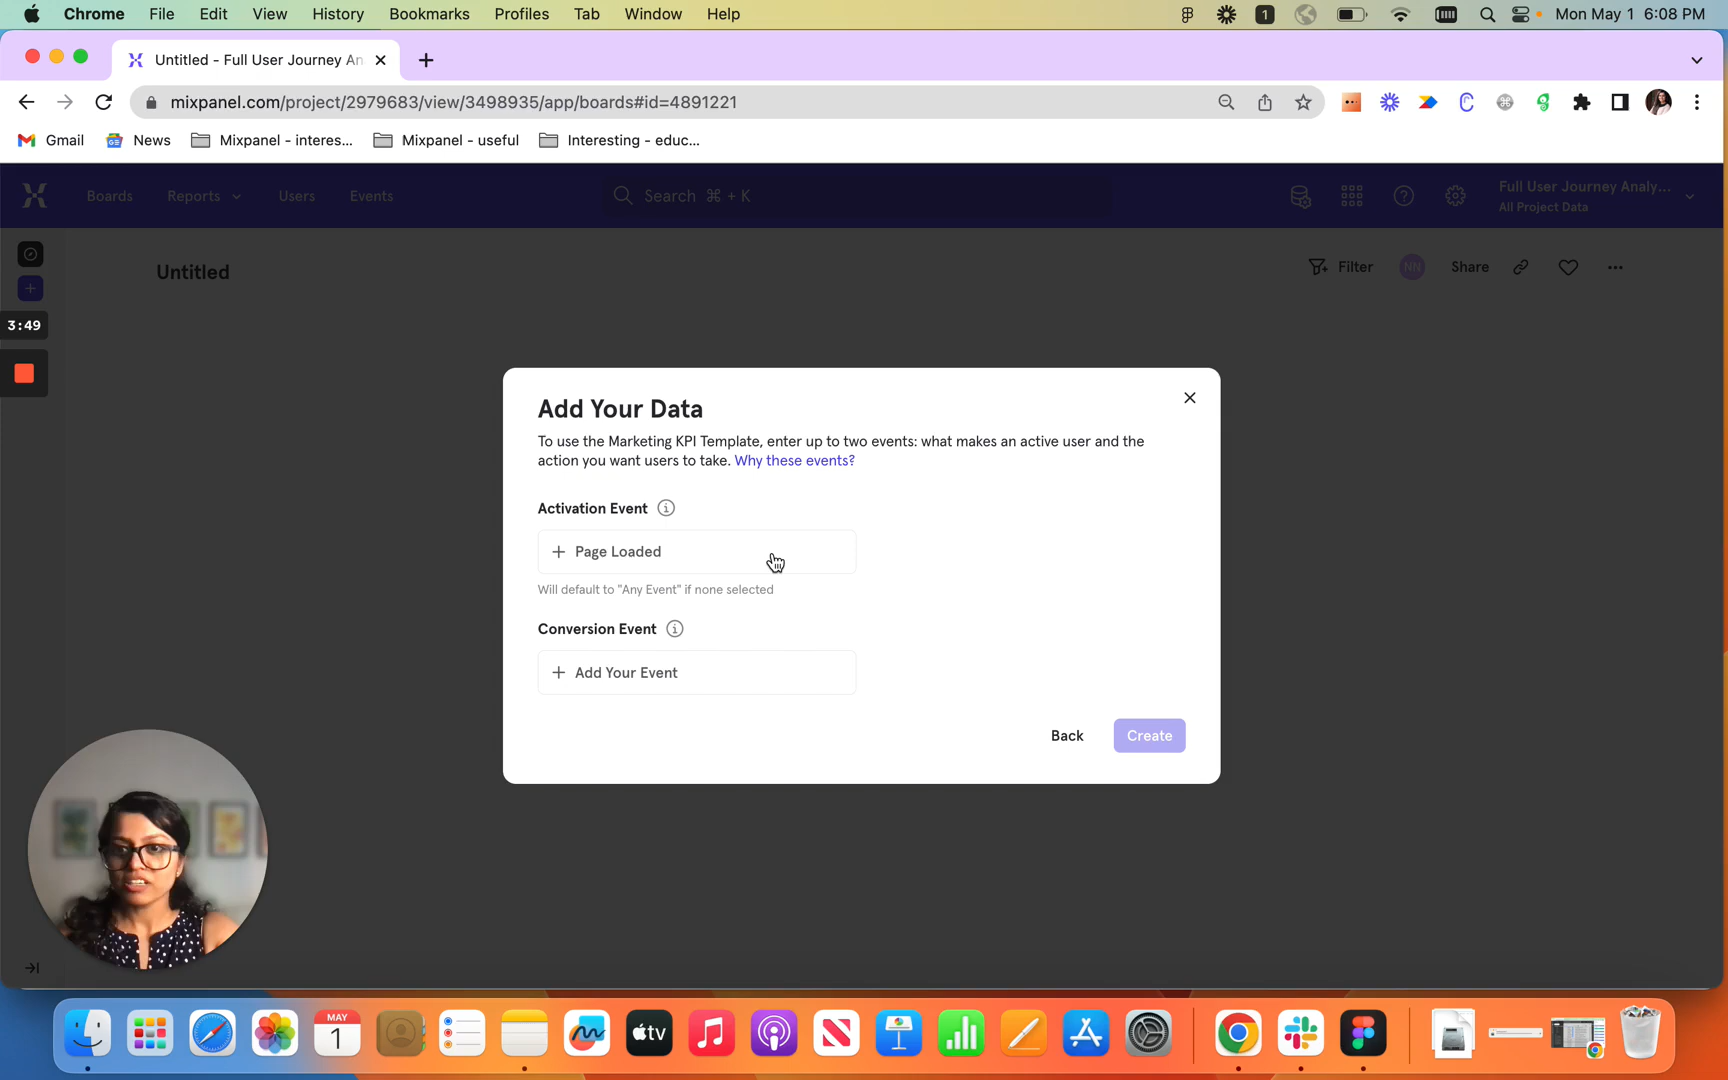 Chrome File Edit View History Bookmarks Profiles Tab Window Help 1 Mon May 1 6:08 PM
Untitled - Full User Journey An
mixpanel.com/project/2979683/view/3498935/app/boards#id=4891221
Gmail News Mixpanel - interes... Mixpanel - useful Interesting - educ...
Boards Reports Users Events Search ⌘ + K Full User Journey Analy...
All Project Data
Untitled Filter NN Share
3:49
Add Your Data
To use the Marketing KPI Template, enter up to two events: what makes an active user and the
action you want users to take. Why these events?
Activation Event
+ Page Loaded
Will default to "Any Event" if none selected
Conversion Event
+ Add Your Event
Back Create
MAY
1
tv